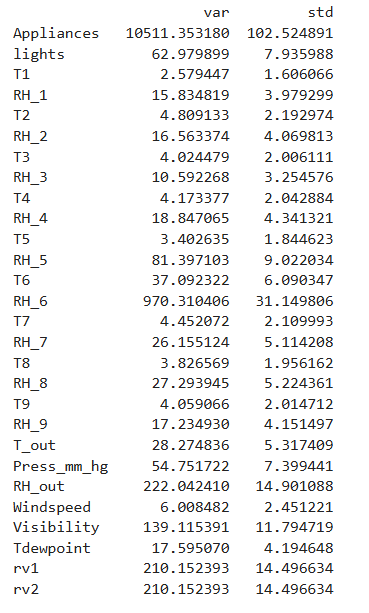 var std
Appliances 10511.353180 102.524891
lights 62.979899 7.935988
T1 2.579447 1.606066
RH_1 15.834819 3.979299
T2 4.809133 2.192974
RH_2 16.563374 4.069813
T3 4.024479 2.006111
RH_3 10.592268 3.254576
T4 4.173377 2.042884
RH_4 18.847065 4.341321
T5 3.402635 1.844623
RH_5 81.397103 9.022034
T6 37.092322 6.090347
RH_6 970.310406 31.149806
T7 4.452072 2.109993
RH_7 26.155124 5.114208
T8 3.826569 1.956162
RH_8 27.293945 5.224361
T9 4.059066 2.014712
RH_9 17.234930 4.151497
T_out 28.274836 5.317409
Press_mm_hg 54.751722 7.399441
RH_out 222.042410 14.901088
Windspeed 6.008482 2.451221
Visibility 139.115391 11.794719
Tdewpoint 17.595070 4.194648
rv1 210.152393 14.496634
rv2 210.152393 14.496634